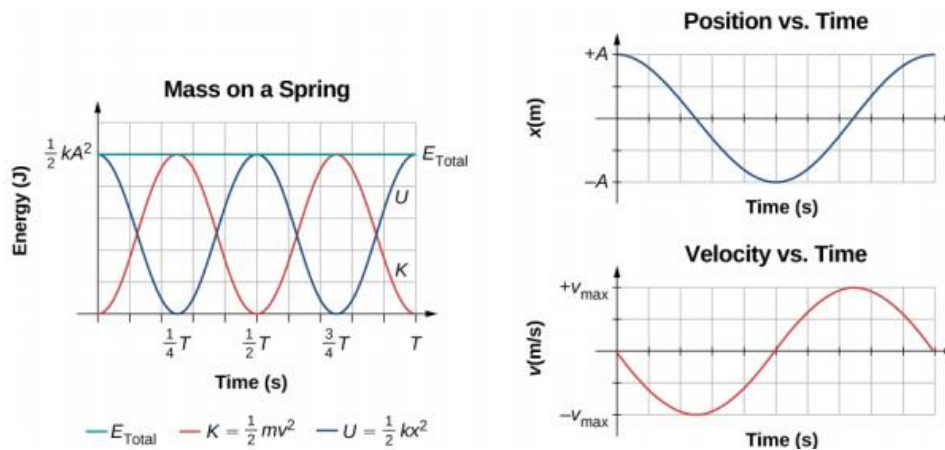 Mass on a Spring
Energy (J)
½ kA²
E_Total
U
K
¼ T
½ T
¾ T
T
Time (s)
E_Total K = ½ mv² U = ½ kx²
Position vs. Time
x(m)
+A
–A
Time (s)
Velocity vs. Time
v(m/s)
+v_max
–v_max
Time (s)